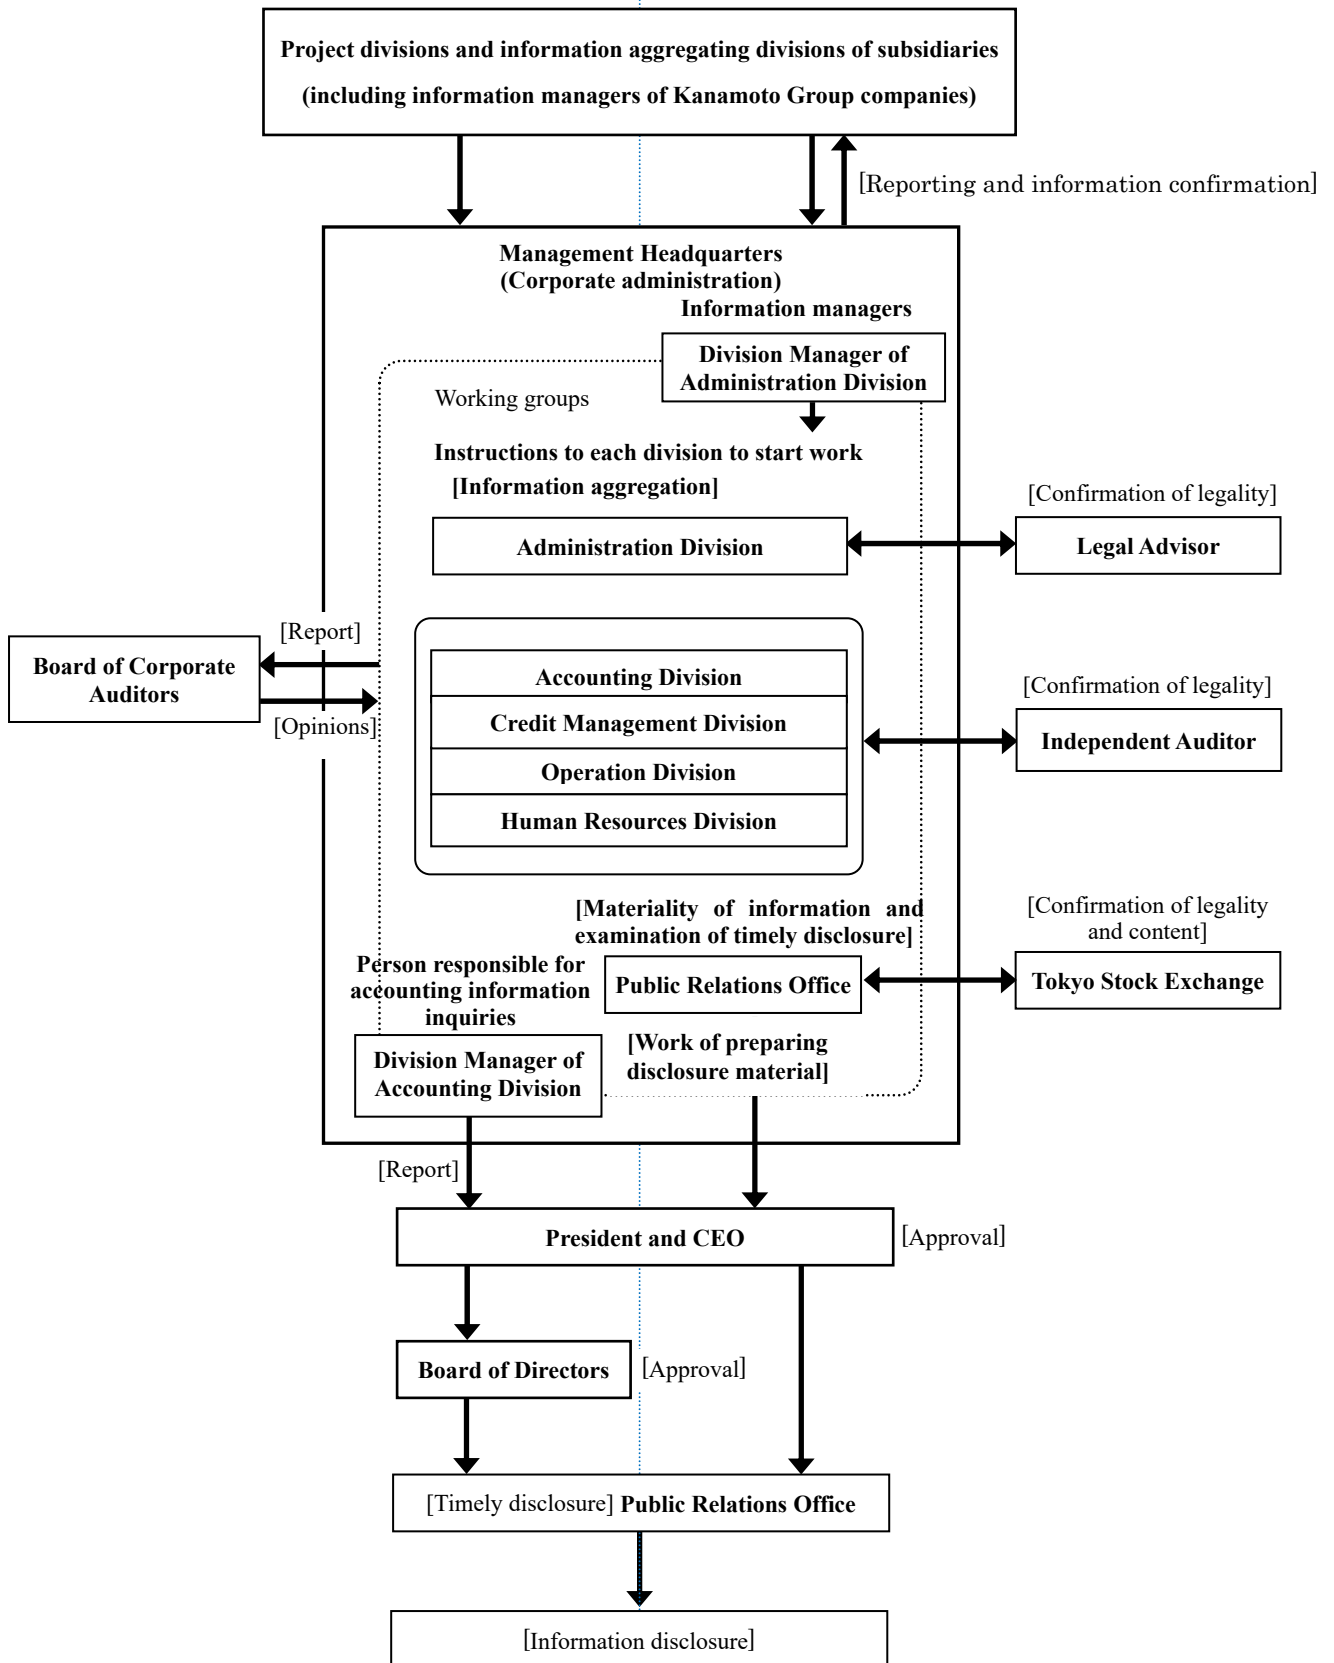 Project divisions and information aggregating divisions of subsidiaries
(including information managers of Kanamoto Group companies)
[Reporting and information confirmation]
Management Headquarters
(Corporate administration)
Information managers
Division Manager of
Administration Division
Working groups
Instructions to each division to start work
[Information aggregation]
[Confirmation of legality]
Administration Division
Legal Advisor
[Report]
Board of Corporate
Auditors
[Opinions]
Accounting Division
Credit Management Division
Operation Division
Human Resources Division
[Confirmation of legality]
Independent Auditor
[Materiality of information and
examination of timely disclosure]
[Confirmation of legality
and content]
Person responsible for
accounting information
inquiries
Public Relations Office
Tokyo Stock Exchange
Division Manager of
Accounting Division
[Work of preparing
disclosure material]
[Report]
President and CEO
[Approval]
Board of Directors
[Approval]
[Timely disclosure] Public Relations Office
[Information disclosure]